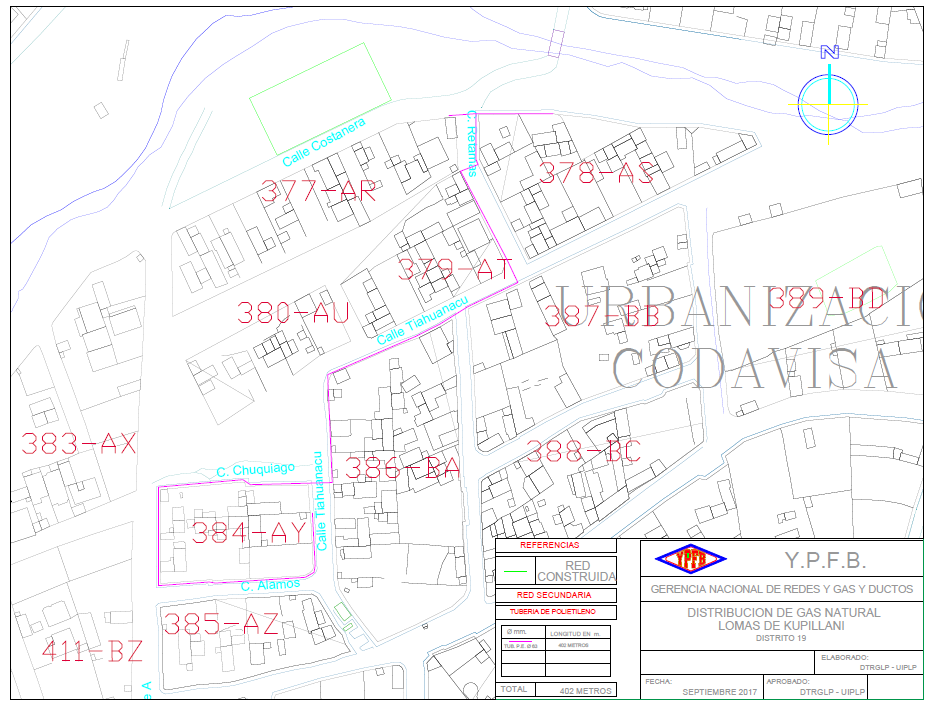 N
Calle Costanera
C. Retamas
377-AR
378-AS
379-AT
380-AU
Calle Tiahuanacu
387-BB
389-BD
URBANIZACIO
CODAVISA
383-AX
C. Chuquiago
386-BA
388-BC
Calle Tiahuanacu
384-AY
C. Alamos
385-AZ
411-BZ
e A
REFERENCIAS
RED
CONSTRUIDA
RED SECUNDARIA
TUBERIA DE POLIETILENO
Ø mm. LONGITUD EN m.
TUB. P.E. Ø 63 402 METROS
TOTAL 402 METROS
YPFB
Y.P.F.B.
GERENCIA NACIONAL DE REDES Y GAS Y DUCTOS
DISTRIBUCION DE GAS NATURAL
LOMAS DE KUPILLANI
DISTRITO 19
ELABORADO:
DTRGLP - UIPLP
FECHA:
SEPTIEMBRE 2017
APROBADO:
DTRGLP - UIPLP